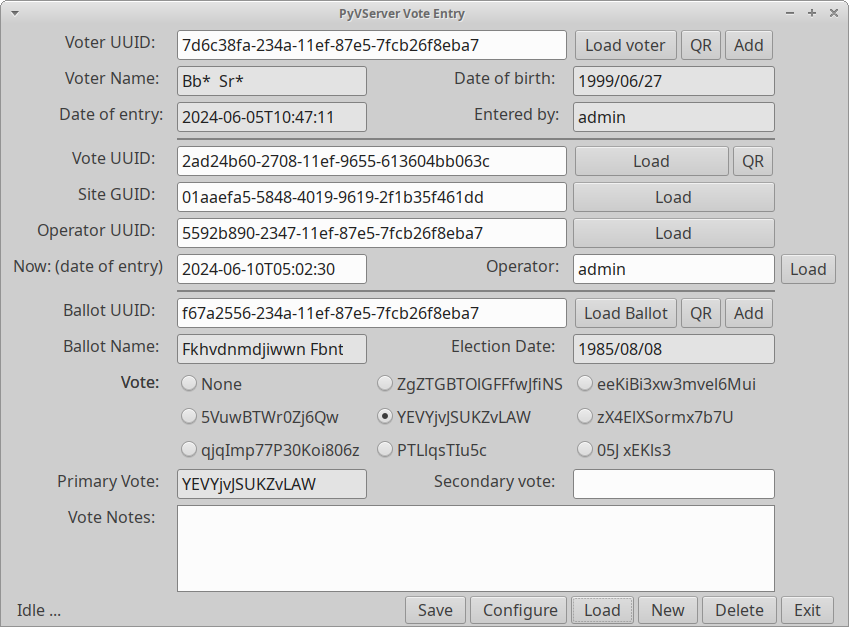 PyVServer Vote Entry
Voter UUID: 7d6c38fa-234a-11ef-87e5-7fcb26f8eba7 Load voter QR Add
Voter Name: Bb* Sr* Date of birth: 1999/06/27
Date of entry: 2024-06-05T10:47:11 Entered by: admin
Vote UUID: 2ad24b60-2708-11ef-9655-613604bb063c Load QR
Site GUID: 01aaefa5-5848-4019-9619-2f1b35f461dd Load
Operator UUID: 5592b890-2347-11ef-87e5-7fcb26f8eba7 Load
Now: (date of entry) 2024-06-10T05:02:30 Operator: admin Load
Ballot UUID: f67a2556-234a-11ef-87e5-7fcb26f8eba7 Load Ballot QR Add
Ballot Name: Fkhvdnmdjiwwn Fbnt Election Date: 1985/08/08
Vote: None ZgZTGBTOlGFFfwJfiNS eeKiBi3xw3mvel6Mui
5VuwBTWr0Zj6Qw YEVYjvJSUKZvLAW zX4ElXSormx7b7U
qjqImp77P30Koi806z PTLlqsTIu5c 05J xEKls3
Primary Vote: YEVYjvJSUKZvLAW Secondary vote:
Vote Notes:
Idle ... Save Configure Load New Delete Exit